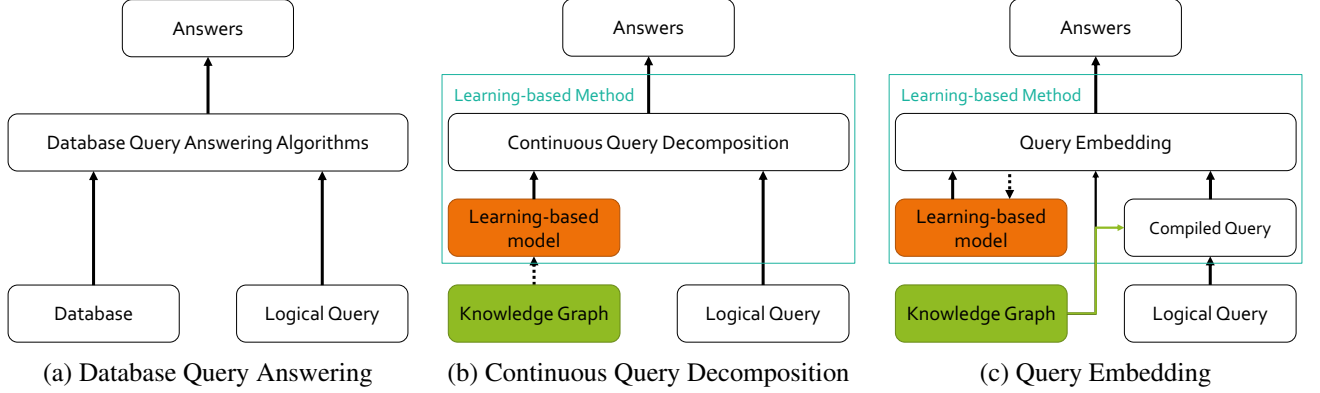 Answers
Database Query Answering Algorithms
Database
Logical Query
(a) Database Query Answering
Answers
Learning-based Method
Continuous Query Decomposition
Learning-based
model
Knowledge Graph
Logical Query
(b) Continuous Query Decomposition
Answers
Learning-based Method
Query Embedding
Learning-based
model
Compiled Query
Knowledge Graph
Logical Query
(c) Query Embedding